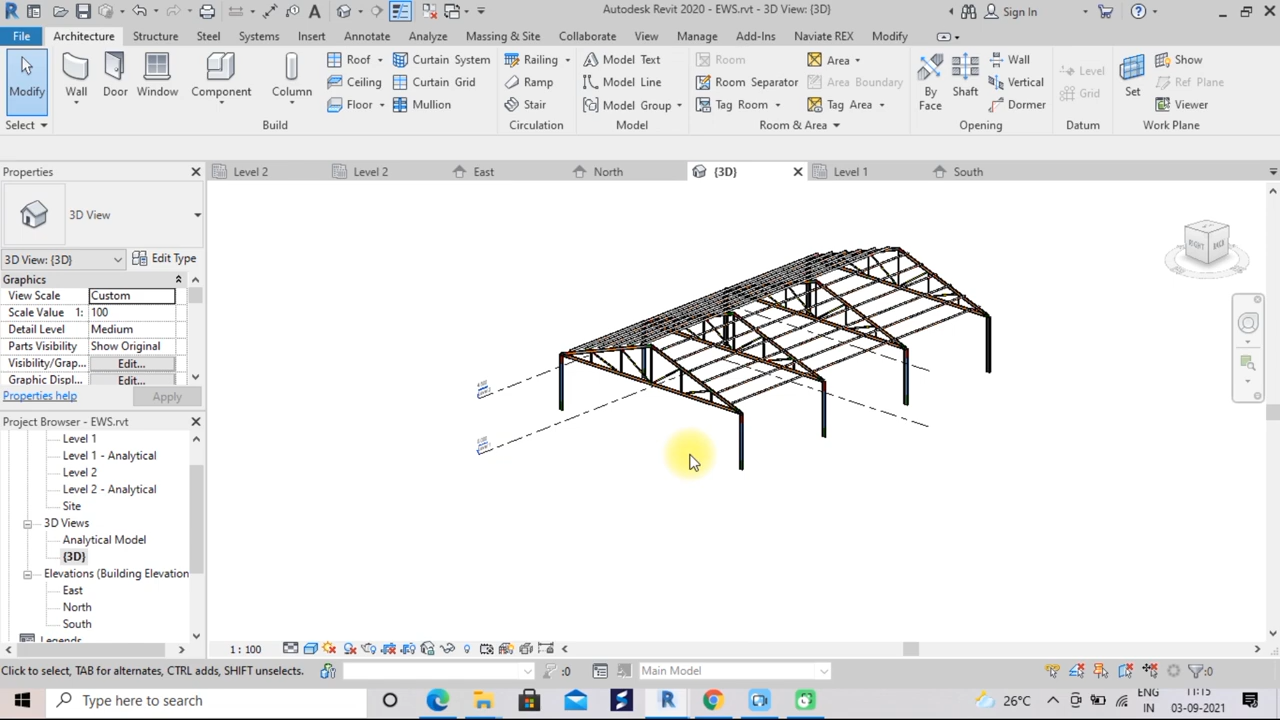 Autodesk Revit 2020 - EWS.rvt - 3D View: {3D}
Sign In
File Architecture Structure Steel Systems Insert Annotate Analyze Massing & Site Collaborate View Manage Add-Ins Naviate REX Modify
Modify
Wall
Door
Window
Component
Column
Roof
Ceiling
Floor
Curtain System
Curtain Grid
Mullion
Railing
Ramp
Stair
Model Text
Model Line
Model Group
Room
Room Separator
Tag Room
Area
Area Boundary
Tag Area
By
Face
Shaft
Wall
Vertical
Dormer
Level
Grid
Set
Show
Ref Plane
Viewer
Select
Build
Circulation
Model
Room & Area
Opening
Datum
Work Plane
Properties
Level 2
Level 2
East
North
{3D}
Level 1
South
3D View
3D View: {3D}
Edit Type
Graphics
View Scale Custom
Scale Value 1: 100
Detail Level Medium
Parts Visibility Show Original
Visibility/Grap... Edit...
Graphic Displ... Edit...
Properties help
Apply
RIGHT
Project Browser - EWS.rvt
Level 1
Level 1 - Analytical
Level 2
Level 2 - Analytical
Site
3D Views
Analytical Model
{3D}
Elevations (Building Elevation
East
North
South
Legends
1 : 100
Click to select, TAB for alternates, CTRL adds, SHIFT unselects.
:0
Main Model
:0
Type here to search
26°C
ENG
IN
11:15
03-09-2021